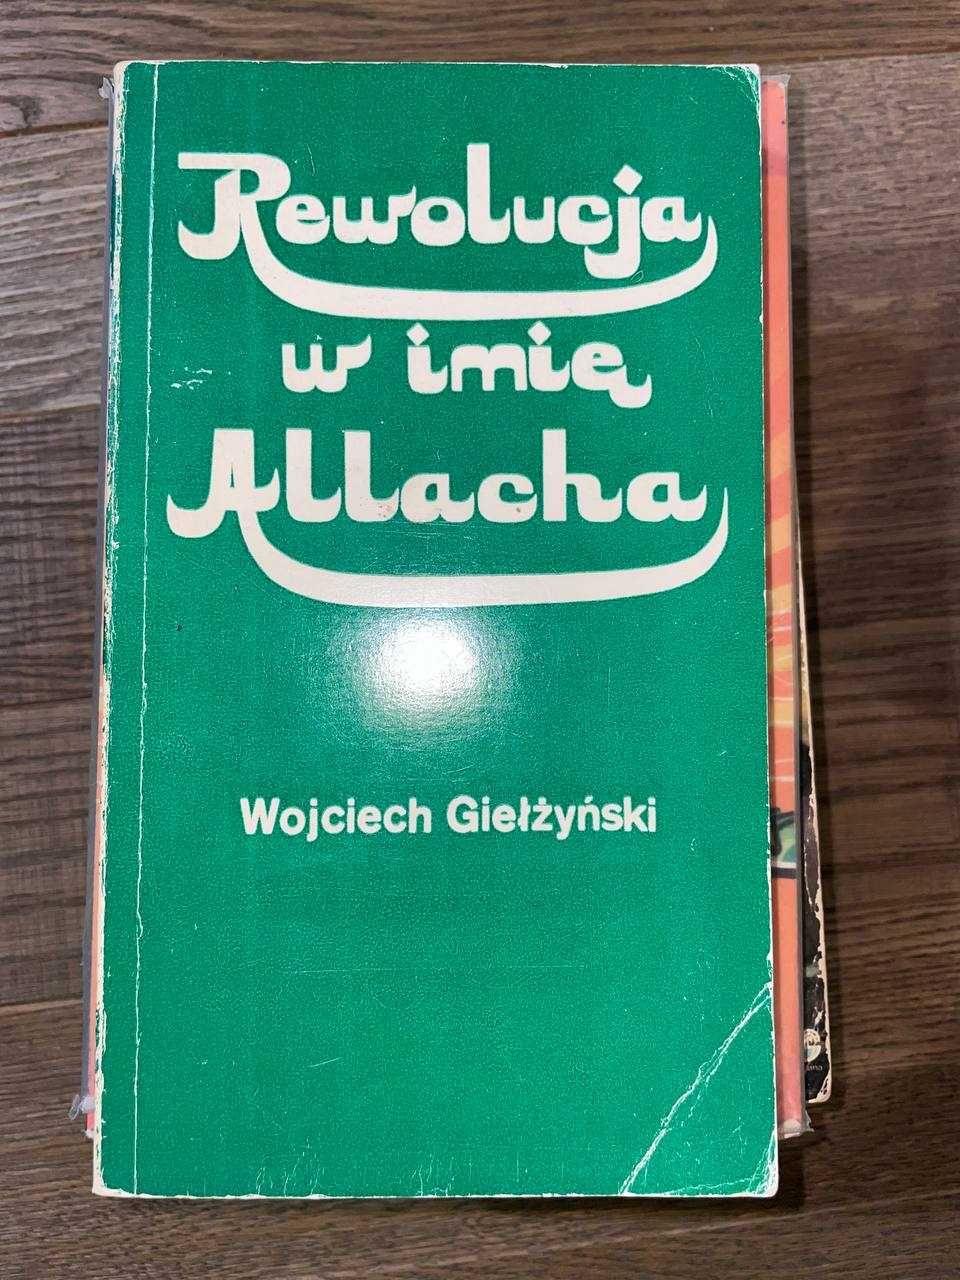 Rewolucja
w imię
Allacha
Wojciech Giełżyński